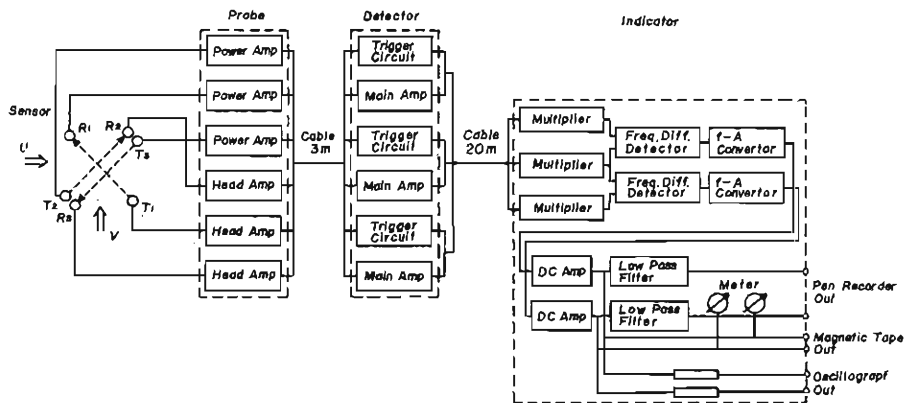 Probe
Detector
Indicator
Sensor
U
V
R1
R2
T3
T2
R3
T1
Power Amp
Power Amp
Power Amp
Head Amp
Head Amp
Head Amp
Cable
3m
Trigger
Circuit
Main Amp
Trigger
Circuit
Main Amp
Trigger
Circuit
Main Amp
Cable
20m
Multiplier
Multiplier
Multiplier
Freq. Diff.
Detector
f-A
Convertor
Freq. Diff.
Detector
f-A
Convertor
DC Amp
Low Pass
Filter
DC Amp
Low Pass
Filter
Meter
Pen Recorder
Out
Magnetic Tape
Out
Oscillograpf
Out